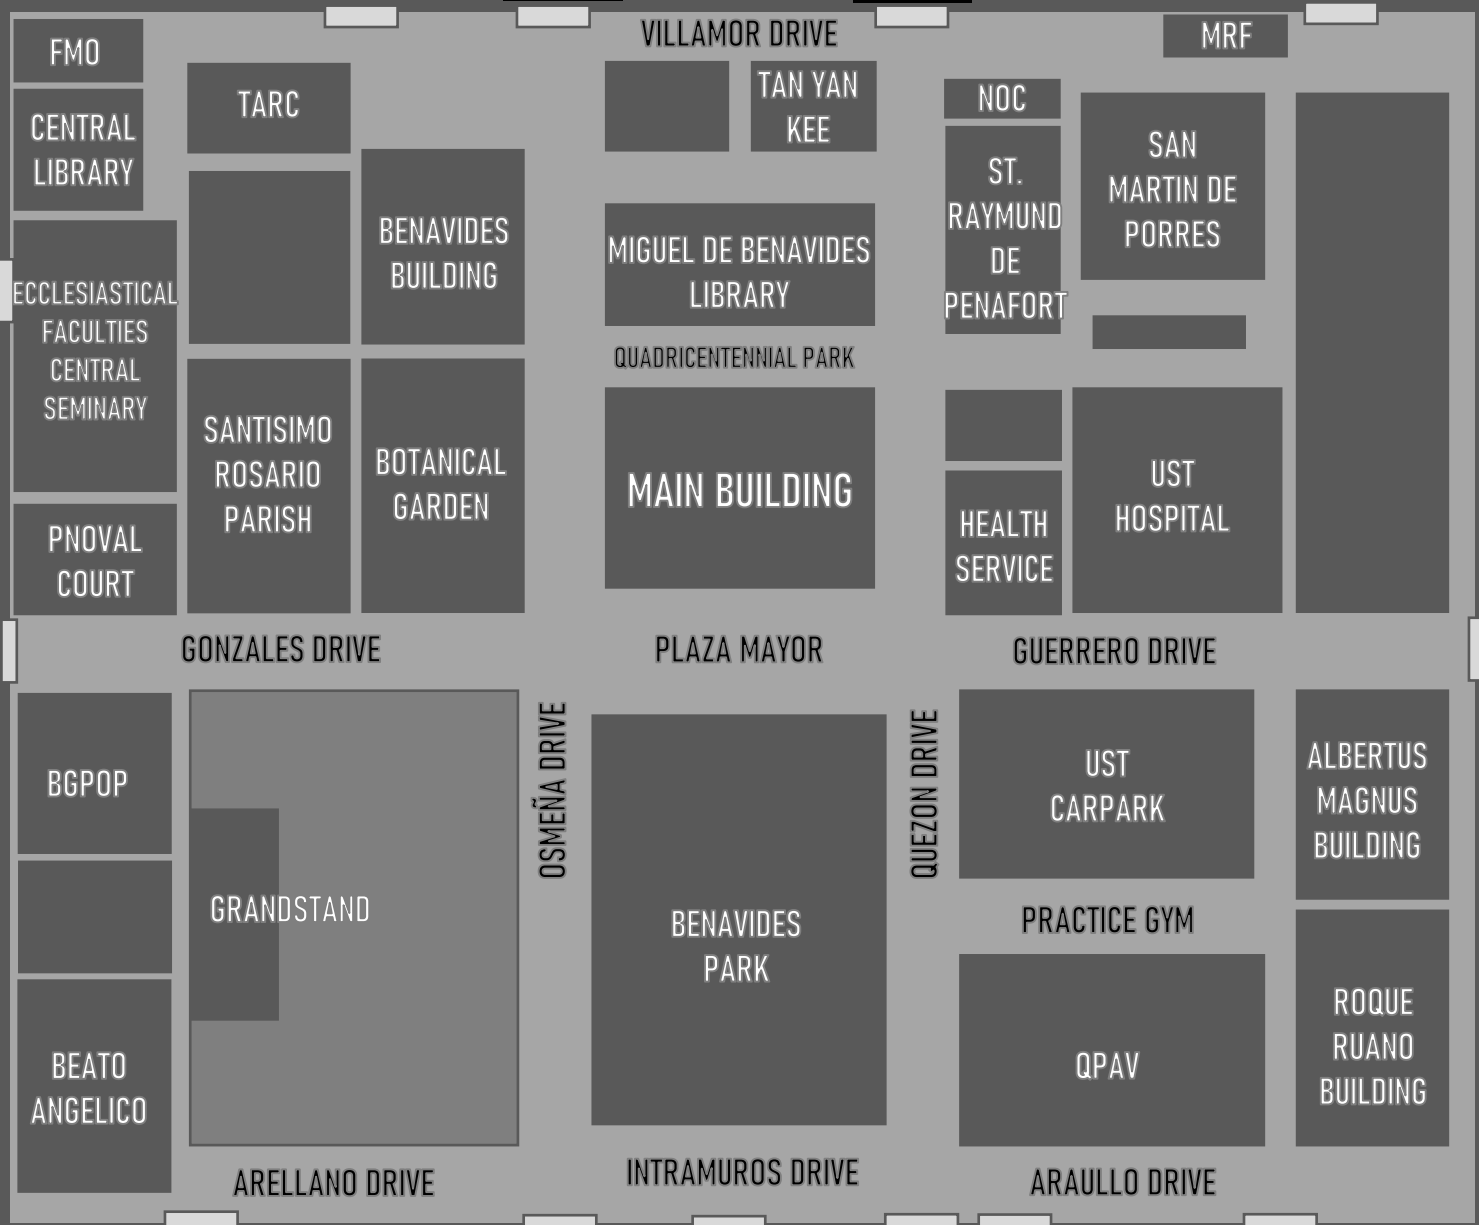 VILLAMOR DRIVE
MRF
FMO
CENTRAL
LIBRARY
TARC
TAN YAN
KEE
NOC
ST.
RAYMUND
DE
PENAFORT
SAN
MARTIN DE
PORRES
BENAVIDES
BUILDING
MIGUEL DE BENAVIDES
LIBRARY
ECCLESIASTICAL
FACULTIES
CENTRAL
SEMINARY
QUADRICENTENNIAL PARK
SANTISIMO
ROSARIO
PARISH
BOTANICAL
GARDEN
MAIN BUILDING
HEALTH
SERVICE
UST
HOSPITAL
PNOVAL
COURT
GONZALES DRIVE
PLAZA MAYOR
GUERRERO DRIVE
BGPOP
GRANDSTAND
OSMEÑA DRIVE
BENAVIDES
PARK
QUEZON DRIVE
UST
CARPARK
ALBERTUS
MAGNUS
BUILDING
PRACTICE GYM
BEATO
ANGELICO
QPAV
ROQUE
RUANO
BUILDING
ARELLANO DRIVE
INTRAMUROS DRIVE
ARAULLO DRIVE